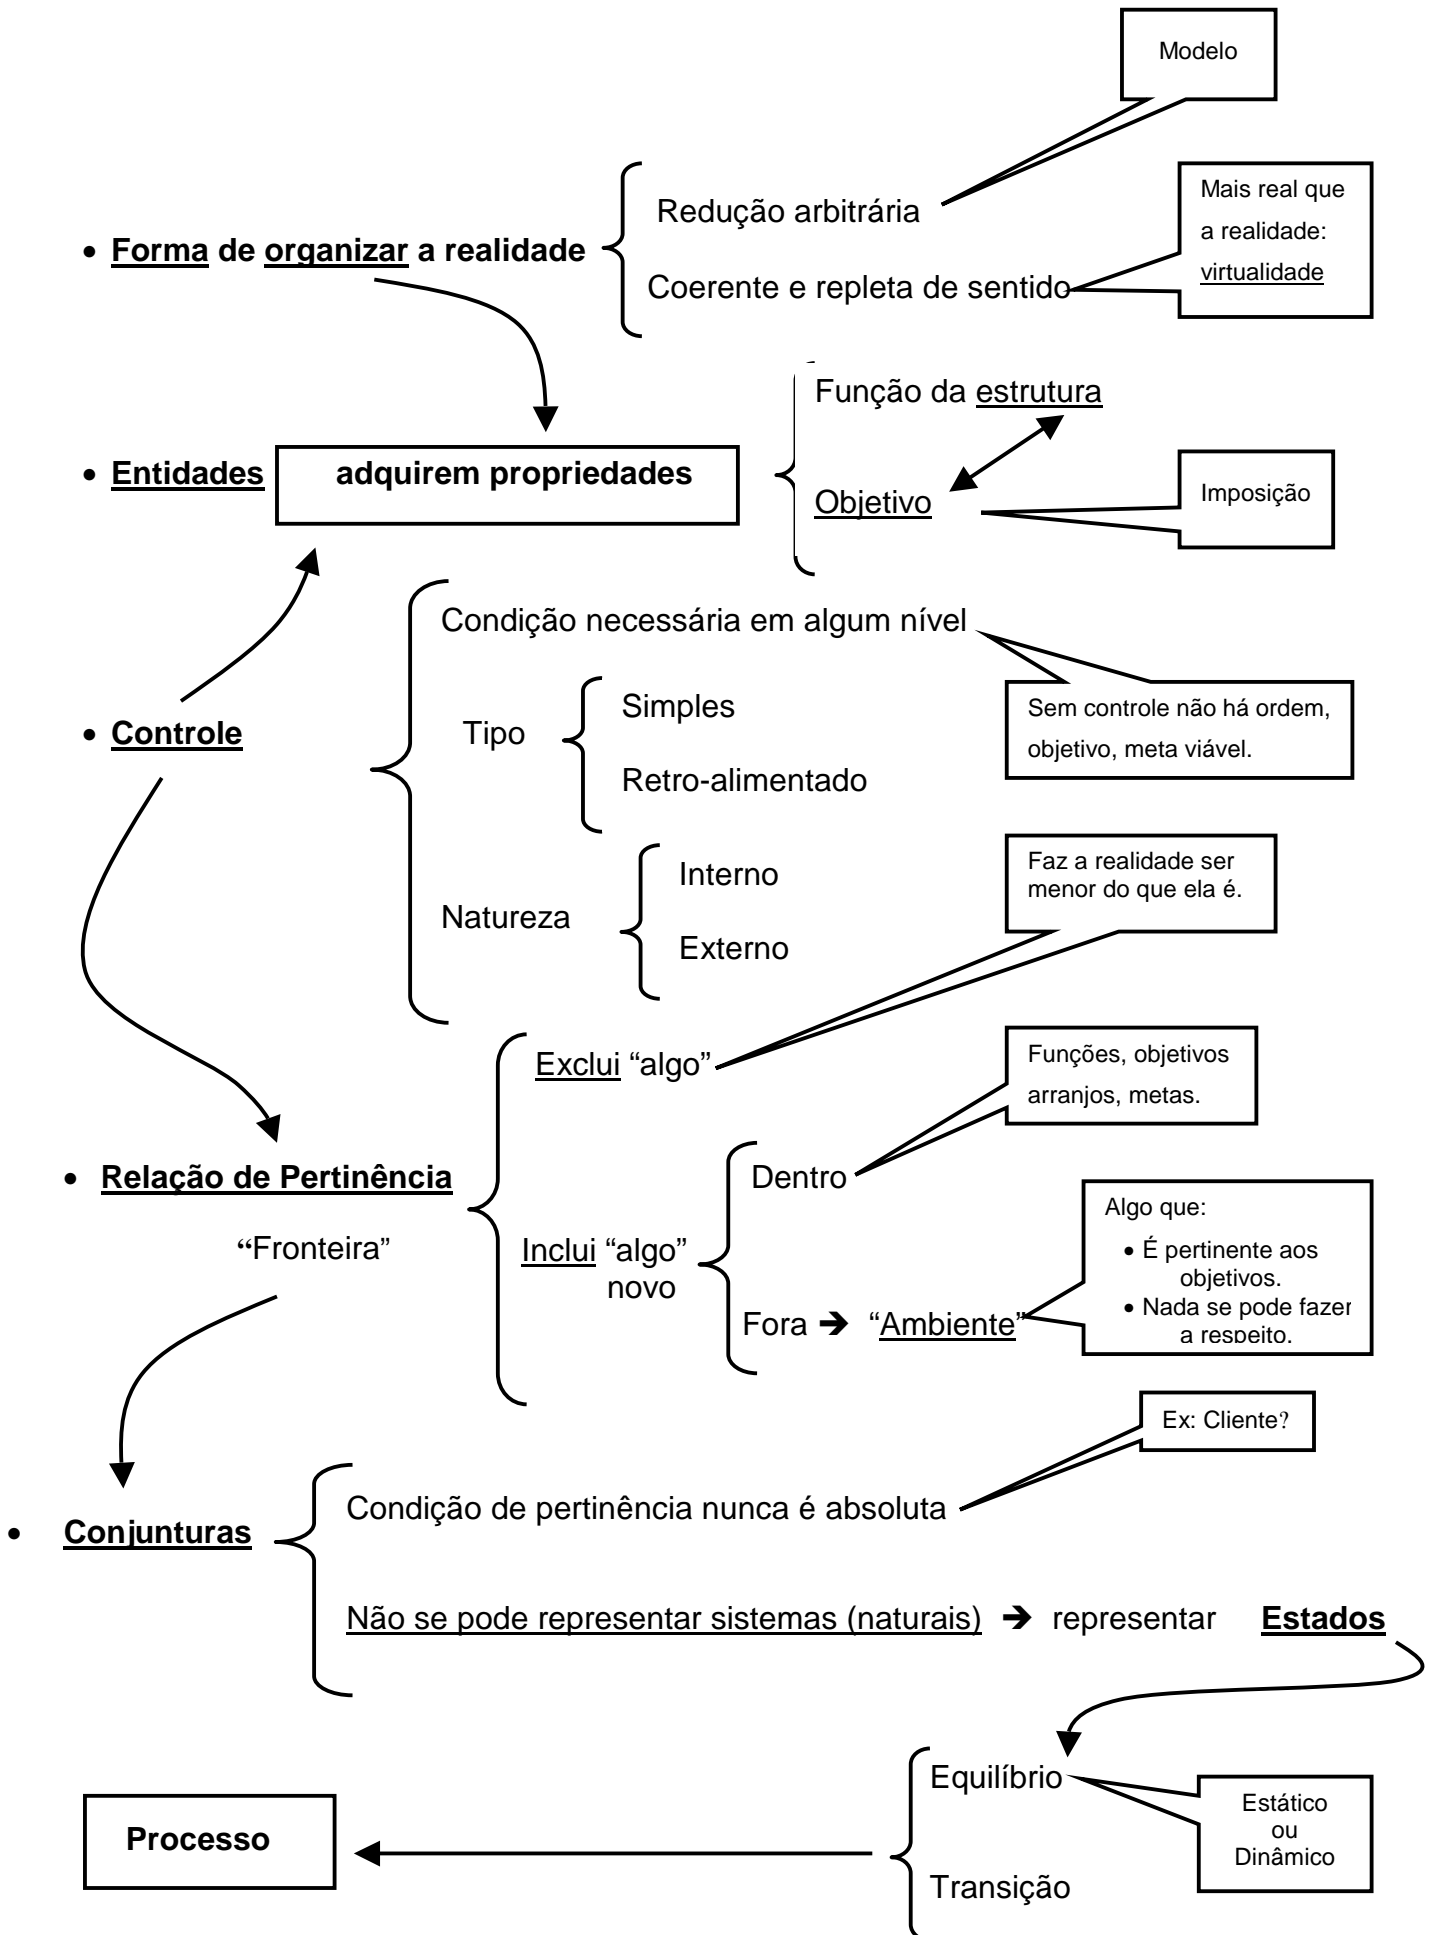 Modelo
Redução arbitrária
Mais real que
a realidade:
virtualidade
• Forma de organizar a realidade
Coerente e repleta de sentido
Função da estrutura
• Entidades adquirem propriedades
Objetivo
Imposição
Condição necessária em algum nível
Sem controle não há ordem,
objetivo, meta viável.
Simples
• Controle
Tipo
Retro-alimentado
Faz a realidade ser
menor do que ela é.
Interno
Natureza
Externo
Exclui “algo”
Funções, objetivos
arranjos, metas.
• Relação de Pertinência
Dentro
“Fronteira”
Inclui “algo”
novo
Algo que:
• É pertinente aos
objetivos.
• Nada se pode fazer
a respeito.
Fora ➔ “Ambiente”
Ex: Cliente?
Condição de pertinência nunca é absoluta
• Conjunturas
Não se pode representar sistemas (naturais) ➔ representar Estados
Equilíbrio
Estático
ou
Dinâmico
Processo
Transição